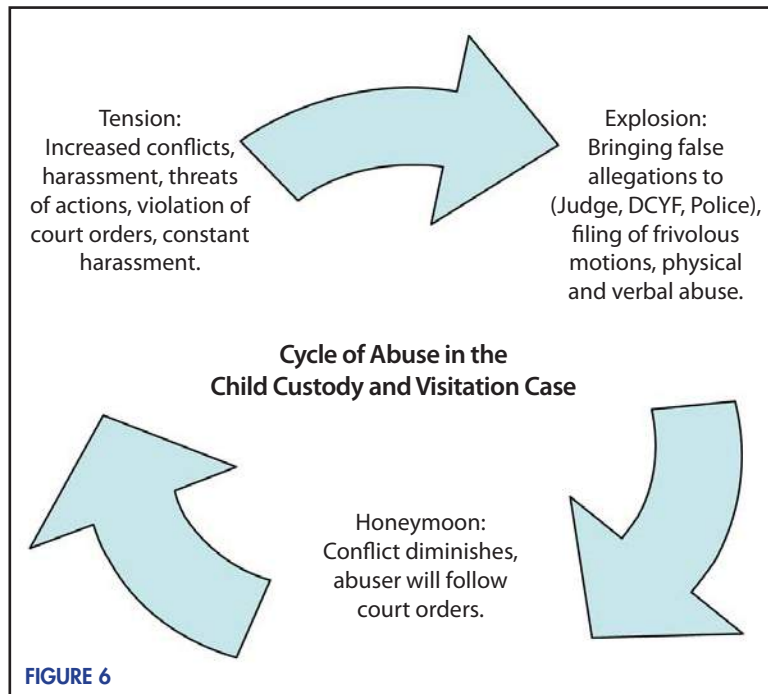 Tension:
Increased conflicts,
harassment, threats
of actions, violation of
court orders, constant
harassment.
Explosion:
Bringing false
allegations to
(Judge, DCYF, Police),
filing of frivolous
motions, physical
and verbal abuse.
Cycle of Abuse in the
Child Custody and Visitation Case
Honeymoon:
Conflict diminishes,
abuser will follow
court orders.
FIGURE 6